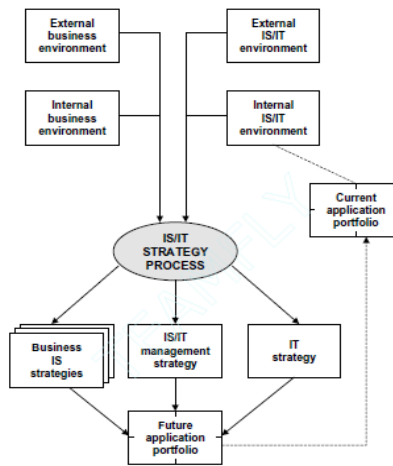 External
business
environment
External
IS/IT
environment
Internal
business
environment
Internal
IS/IT
environment
Current
application
portfolio
IS/IT
STRATEGY
PROCESS
Business
IS
strategies
IS/IT
management
strategy
IT
strategy
Future
application
portfolio